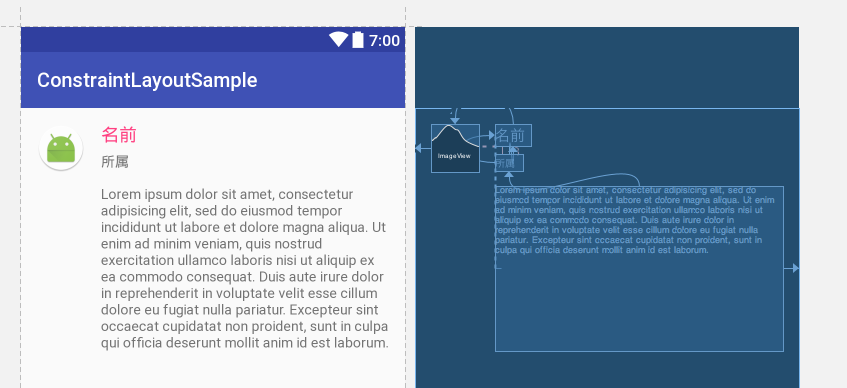 7:00
ConstraintLayoutSample
名前
所属
Lorem ipsum dolor sit amet, consectetur
adipisicing elit, sed do eiusmod tempor
incididunt ut labore et dolore magna aliqua. Ut
enim ad minim veniam, quis nostrud
exercitation ullamco laboris nisi ut aliquip ex
ea commodo consequat. Duis aute irure dolor
in reprehenderit in voluptate velit esse cillum
dolore eu fugiat nulla pariatur. Excepteur sint
occaecat cupidatat non proident, sunt in culpa
qui officia deserunt mollit anim id est laborum.
ImageView
名前
所属
Lorem ipsum dolor sit amet, consectetur adipisicing elit, sed do
eiusmod tempor incididunt ut labore et dolore magna aliqua. Ut enim
ad minim veniam, quis nostrud exercitation ullamco laboris nisi ut
aliquip ex ea commodo consequat. Duis aute irure dolor in
reprehenderit in voluptate velit esse cillum dolore eu fugiat nulla
pariatur. Excepteur sint occaecat cupidatat non proident, sunt in
culpa qui officia deserunt mollit anim id est laborum.